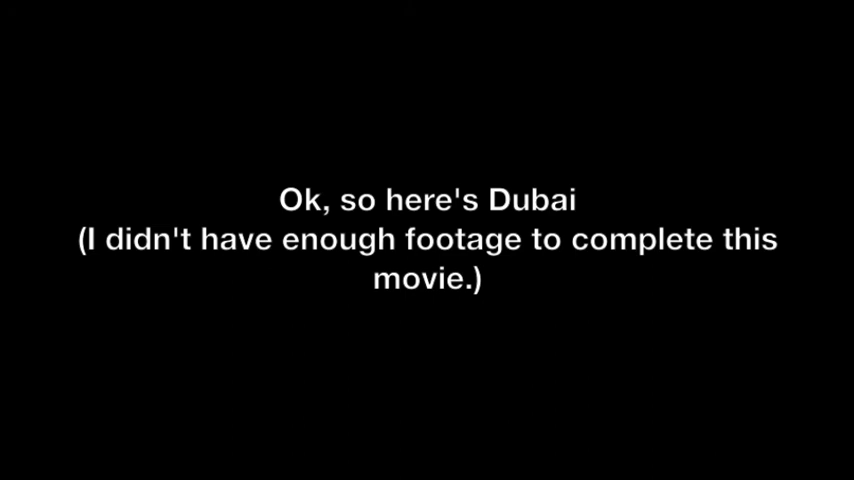 Ok, so here's Dubai
(I didn't have enough footage to complete this
movie.)